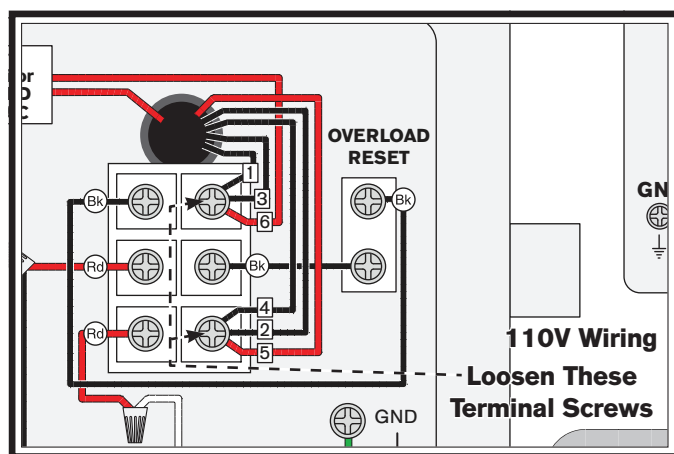 or
D
C
OVERLOAD
RESET
1
Bk
3
Bk
GN
6
Rd
Bk
4
Rd
2
110V Wiring
5
Loosen These
Terminal Screws
GND